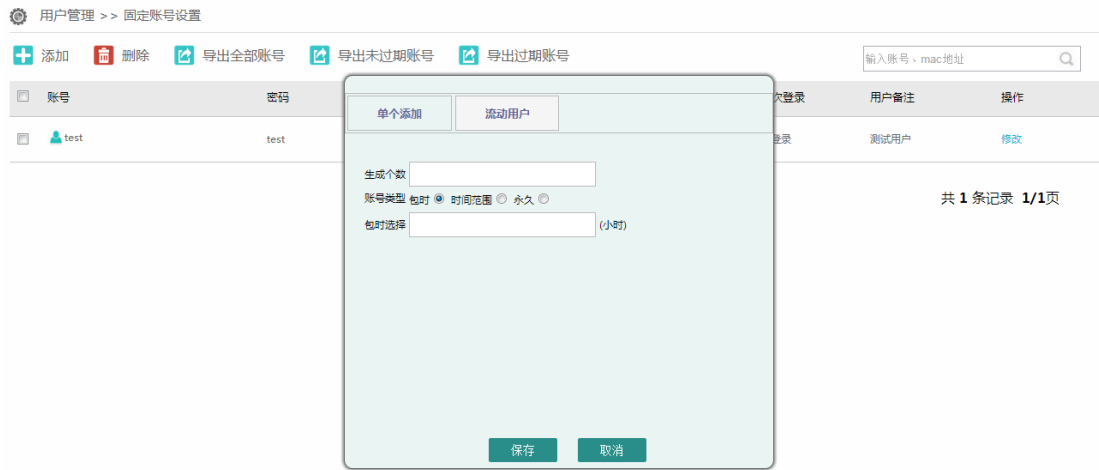 用户管理 >> 固定账号设置
添加 删除 导出全部账号 导出未过期账号 导出过期账号 输入账号、mac地址
账号 密码 次登录 用户备注 操作
test test 登录 测试用户 修改
共 1 条记录 1/1页
单个添加 流动用户
生成个数
账号类型 包时 时间范围 永久
包时选择 (小时)
保存 取消